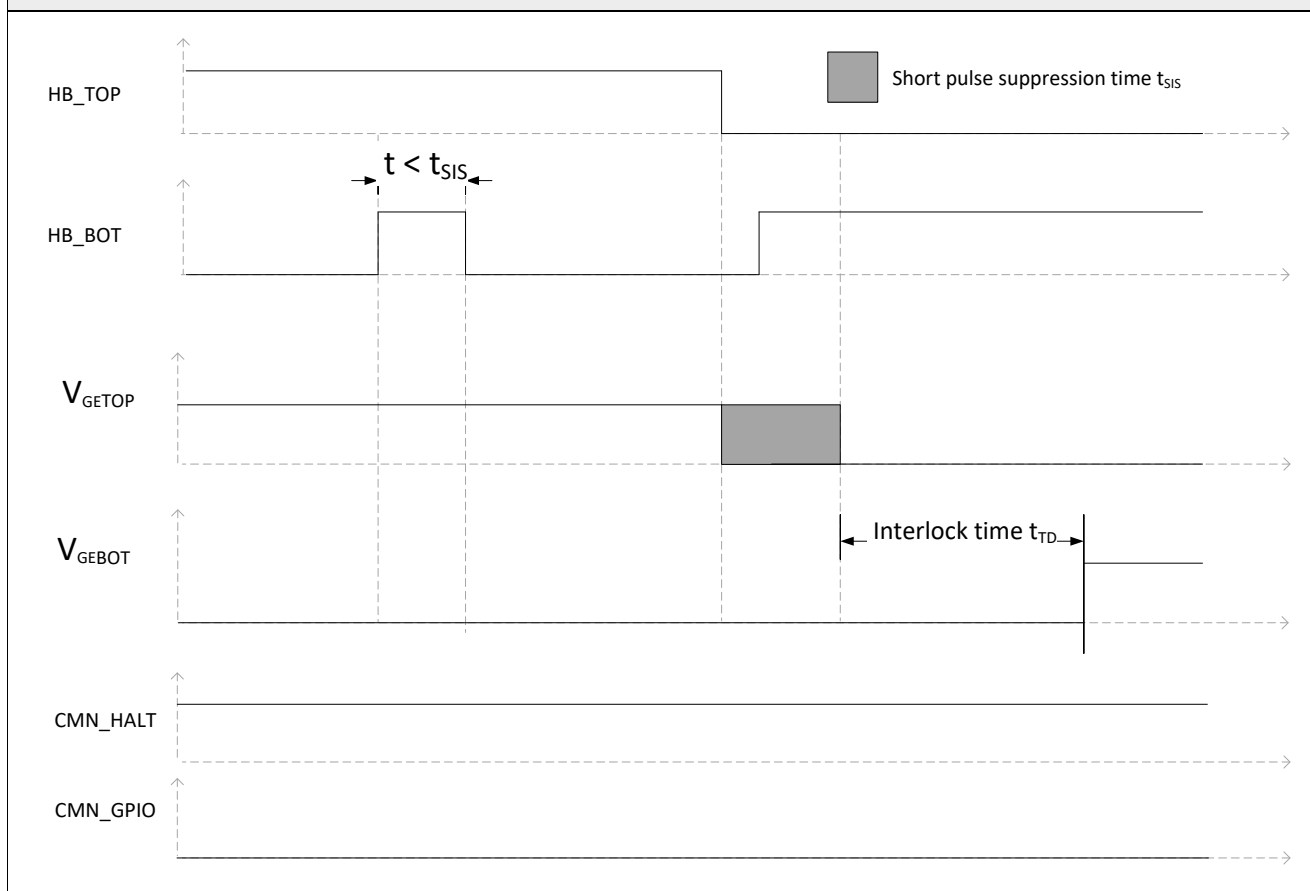 HB_TOP
Short pulse suppression time tSIS
t < tSIS
HB_BOT
VGETOP
VGEBOT
Interlock time tTD
CMN_HALT
CMN_GPIO